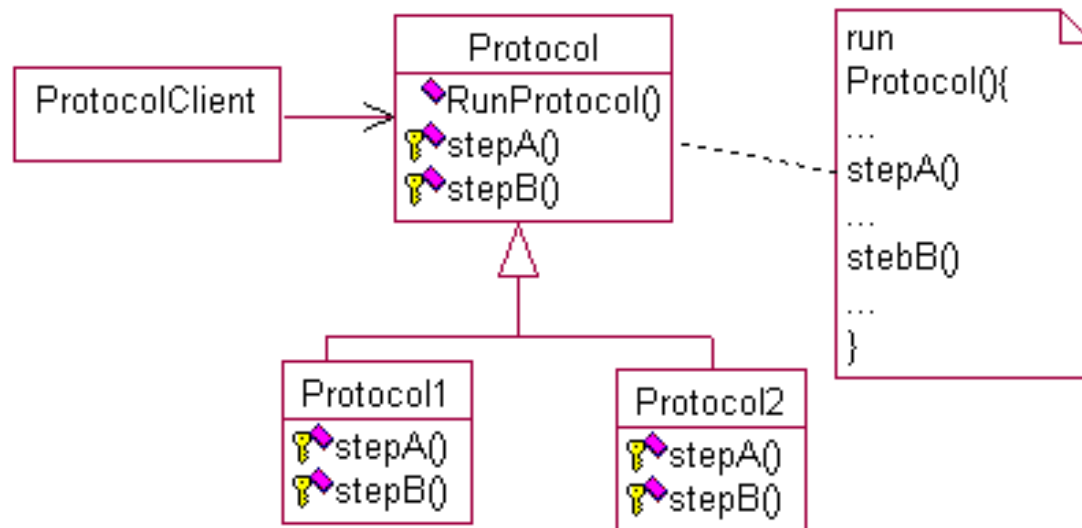 ProtocolClient
Protocol
RunProtocol()
stepA()
stepB()
run
Protocol(){
...
stepA()
...
stebB()
...
}
Protocol1
stepA()
stepB()
Protocol2
stepA()
stepB()